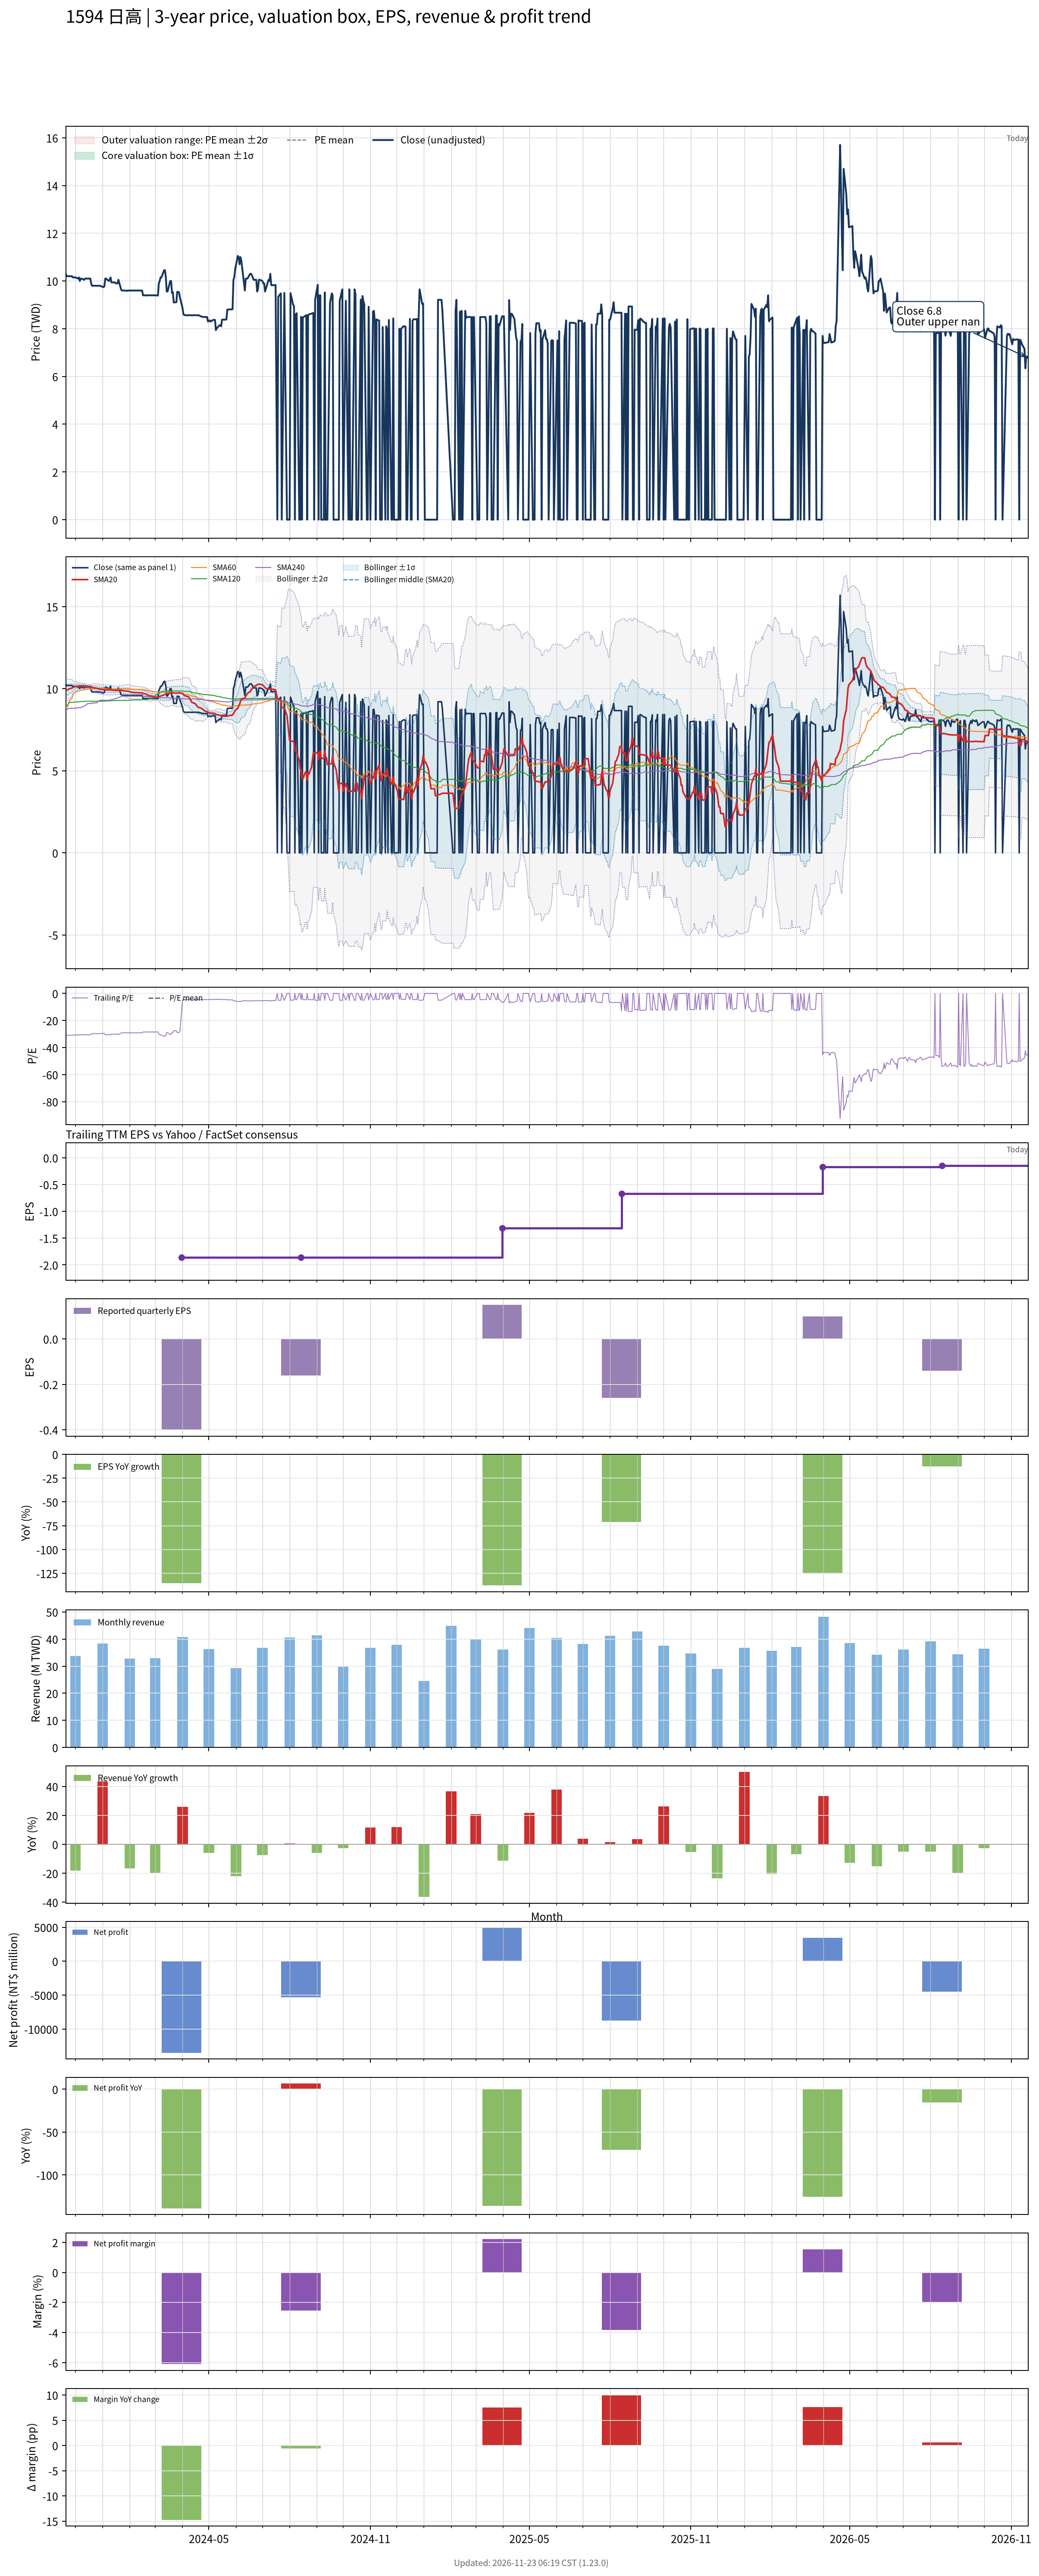 1594 日高 | 3-year price, valuation box, EPS, revenue & profit trend
Outer valuation range: PE mean ±2σ
PE mean
Close (unadjusted)
Core valuation box: PE mean ±1σ
Today
16
14
12
10
8
6
4
2
0
Price (TWD)
Close 6.8
Outer upper nan
Close (same as panel 1)
SMA20
SMA60
SMA120
SMA240
Bollinger ±2σ
Bollinger ±1σ
Bollinger middle (SMA20)
15
10
5
0
-5
Price
Trailing P/E
P/E mean
0
-20
-40
-60
-80
P/E
Trailing TTM EPS vs Yahoo / FactSet consensus
Today
0.0
-0.5
-1.0
-1.5
-2.0
EPS
Reported quarterly EPS
0.0
-0.2
-0.4
EPS
EPS YoY growth
0
-25
-50
-75
-100
-125
YoY (%)
Monthly revenue
50
40
30
20
10
0
Revenue (M TWD)
Revenue YoY growth
40
20
0
-20
-40
YoY (%)
Month
Net profit
5000
0
-5000
-10000
Net profit (NT$ million)
Net profit YoY
0
-50
-100
YoY (%)
Net profit margin
2
0
-2
-4
-6
Margin (%)
Margin YoY change
10
5
0
-5
-10
-15
Δ margin (pp)
2024-05
2024-11
2025-05
2025-11
2026-05
2026-11
Updated: 2026-11-23 06:19 CST (1.23.0)